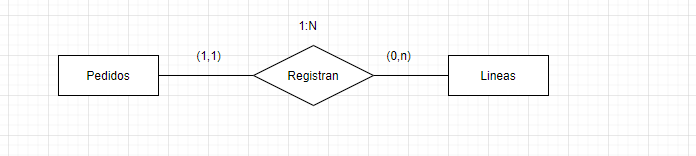 1:N
(1,1)
(0,n)
Pedidos
Registran
Lineas